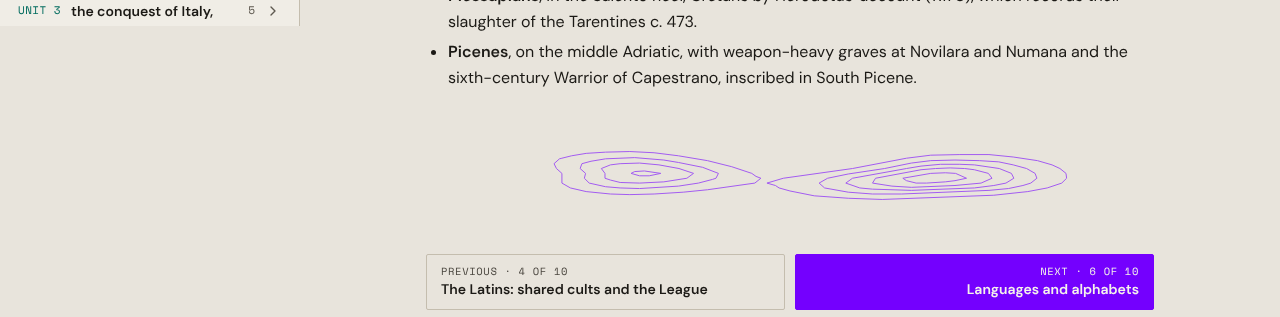 UNIT 3 the conquest of Italy, 5
slaughter of the Tarentines c. 473.
• Picenes, on the middle Adriatic, with weapon-heavy graves at Novilara and Numana and the
sixth-century Warrior of Capestrano, inscribed in South Picene.
PREVIOUS · 4 OF 10
The Latins: shared cults and the League
NEXT · 6 OF 10
Languages and alphabets